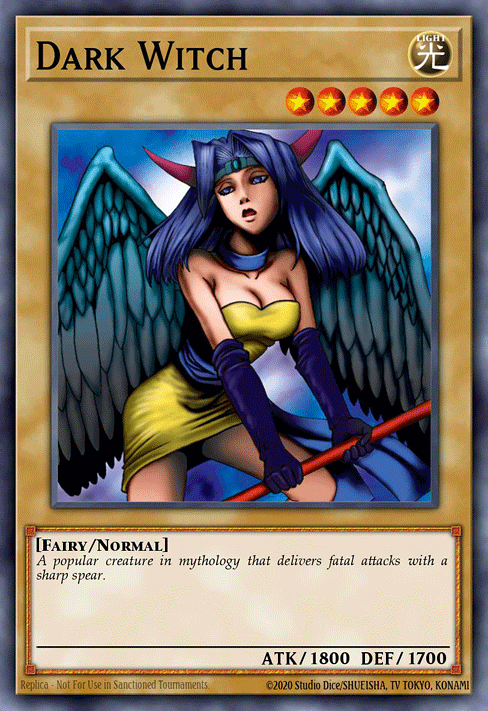 Dark Witch
LIGHT
光
[Fairy/Normal]
A popular creature in mythology that delivers fatal attacks with a
sharp spear.
ATK/1800 DEF/1700
Replica - Not For Use in Sanctioned Tournaments
©2020 Studio Dice/SHUEISHA, TV TOKYO, KONAMI